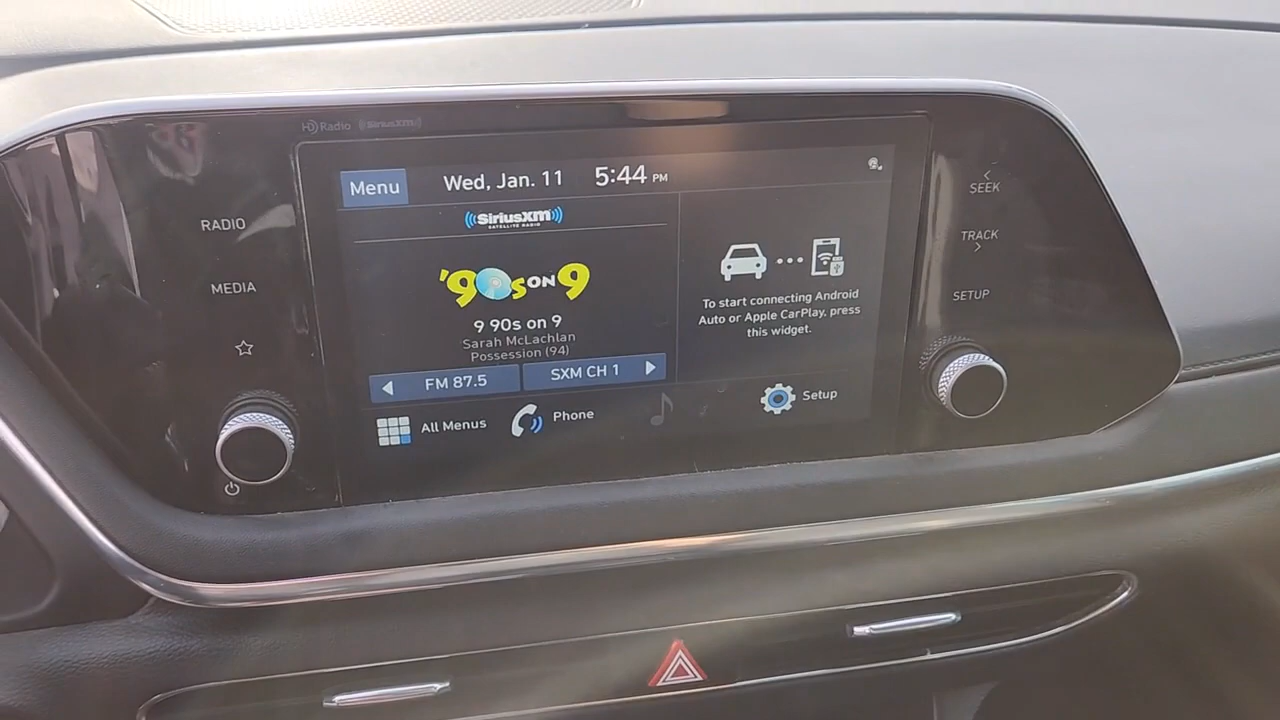 HD Radio
((SiriusXM))
RADIO
MEDIA
Menu
Wed, Jan. 11
5:44 PM
((SiriusXM))
SATELLITE RADIO
'90s ON 9
9 90s on 9
Sarah McLachlan
Possession (94)
FM 87.5
SXM CH 1
To start connecting Android
Auto or Apple CarPlay, press
this widget.
All Menus
Phone
Setup
< SEEK
TRACK >
SETUP